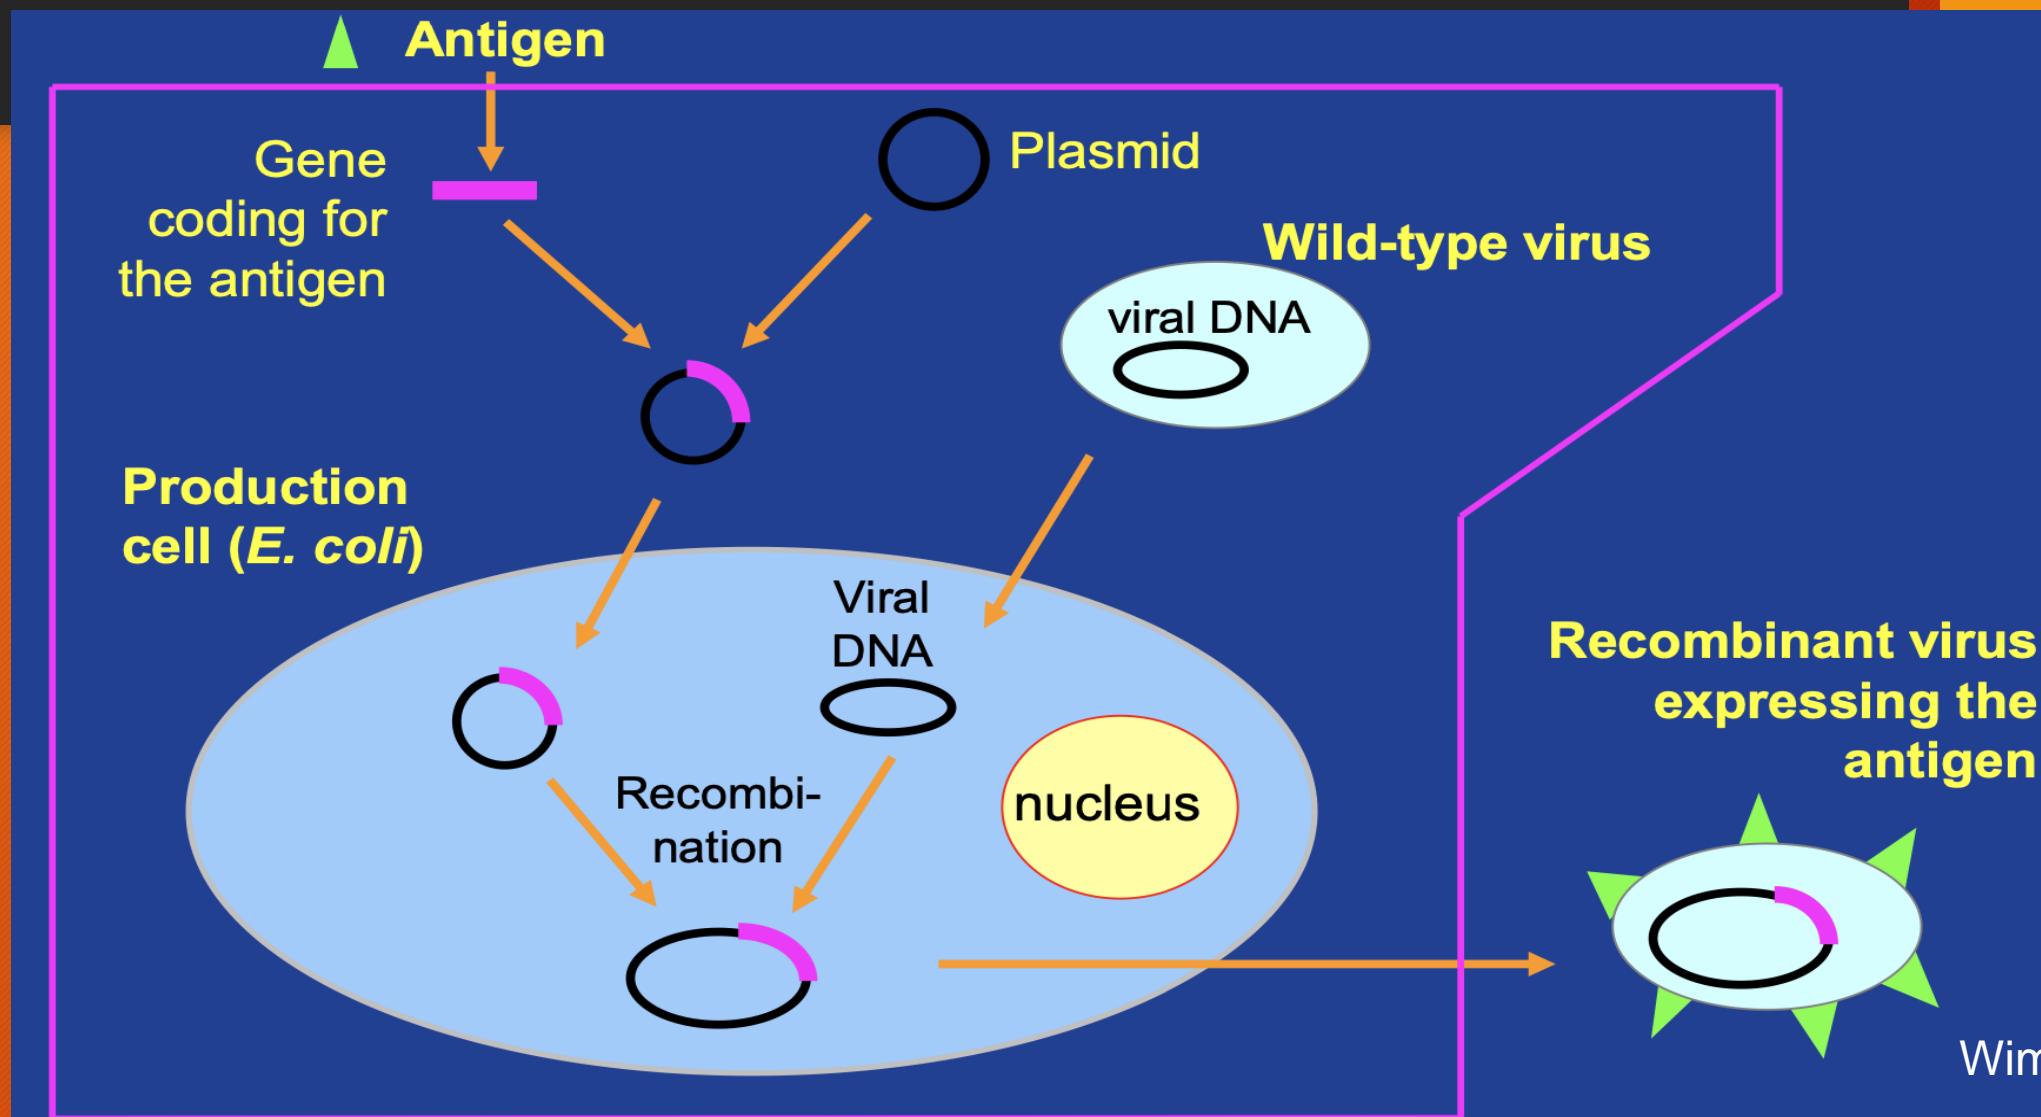 Antigen
Gene
coding for
the antigen
Plasmid
Wild-type virus
viral DNA
Production
cell (E. coli)
Viral
DNA
Recombi-
nation
nucleus
Recombinant virus
expressing the
antigen